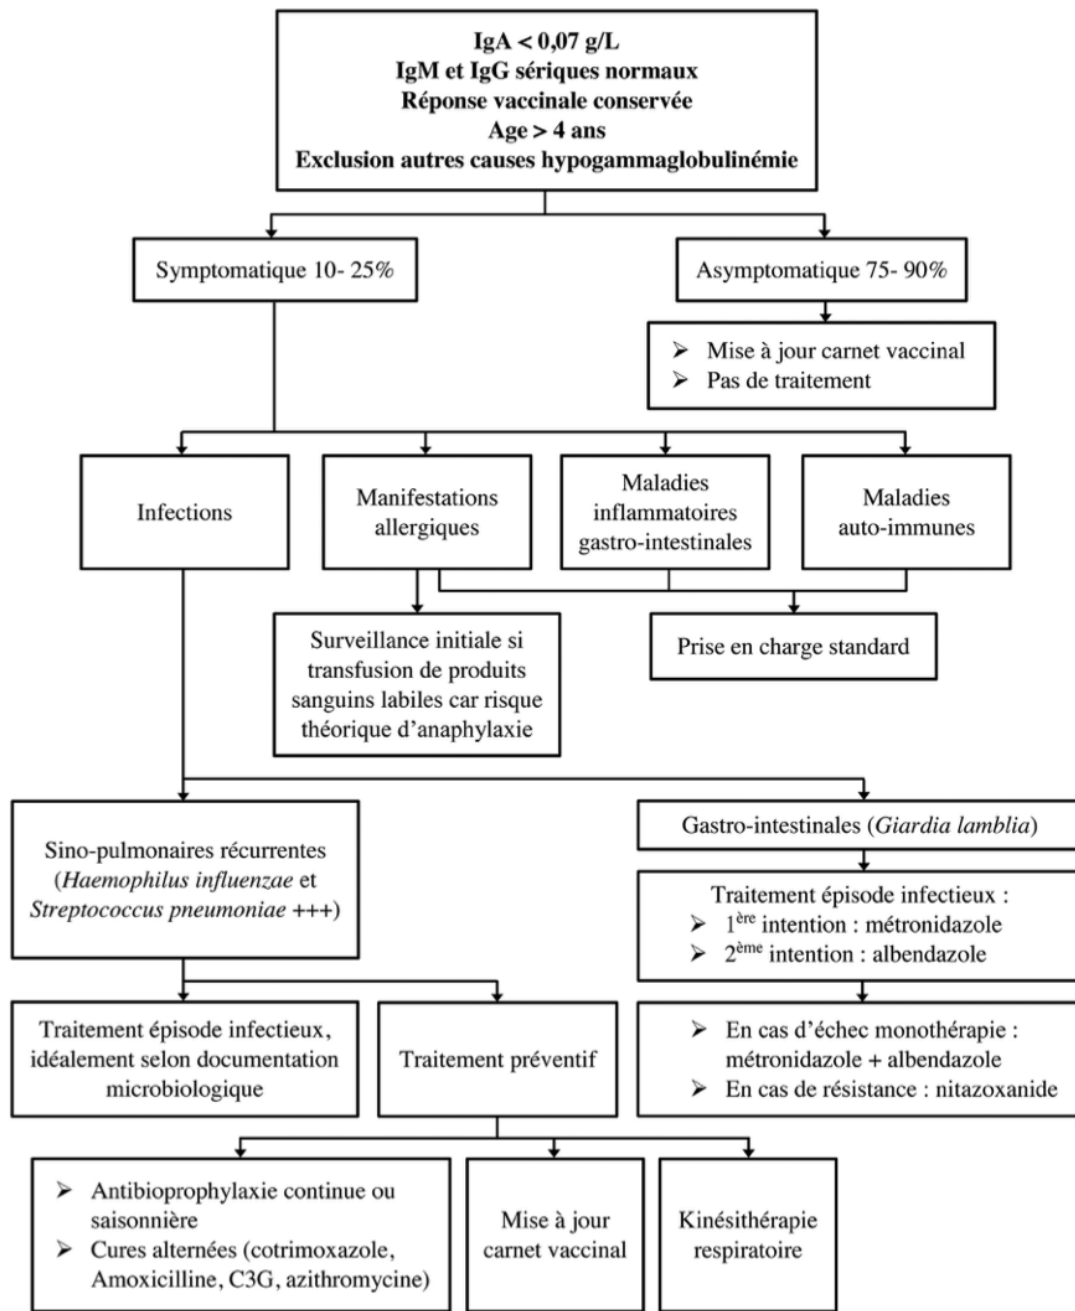 IgA < 0,07 g/L
IgM et IgG sériques normaux
Réponse vaccinale conservée
Age > 4 ans
Exclusion autres causes hypogammaglobulinémie
Symptomatique 10- 25%
Asymptomatique 75- 90%
➢ Mise à jour carnet vaccinal
➢ Pas de traitement
Infections
Manifestations
allergiques
Maladies
inflammatoires
gastro-intestinales
Maladies
auto-immunes
Surveillance initiale si
transfusion de produits
sanguins labiles car risque
théorique d’anaphylaxie
Prise en charge standard
Sino-pulmonaires récurrentes
(Haemophilus influenzae et
Streptococcus pneumoniae +++)
Gastro-intestinales (Giardia lamblia)
Traitement épisode infectieux :
➢ 1ère intention : métronidazole
➢ 2ème intention : albendazole
Traitement épisode infectieux,
idéalement selon documentation
microbiologique
Traitement préventif
➢ En cas d’échec monothérapie :
métronidazole + albendazole
➢ En cas de résistance : nitazoxanide
➢ Antibioprophylaxie continue ou
saisonnière
➢ Cures alternées (cotrimoxazole,
Amoxicilline, C3G, azithromycine)
Mise à jour
carnet vaccinal
Kinésithérapie
respiratoire